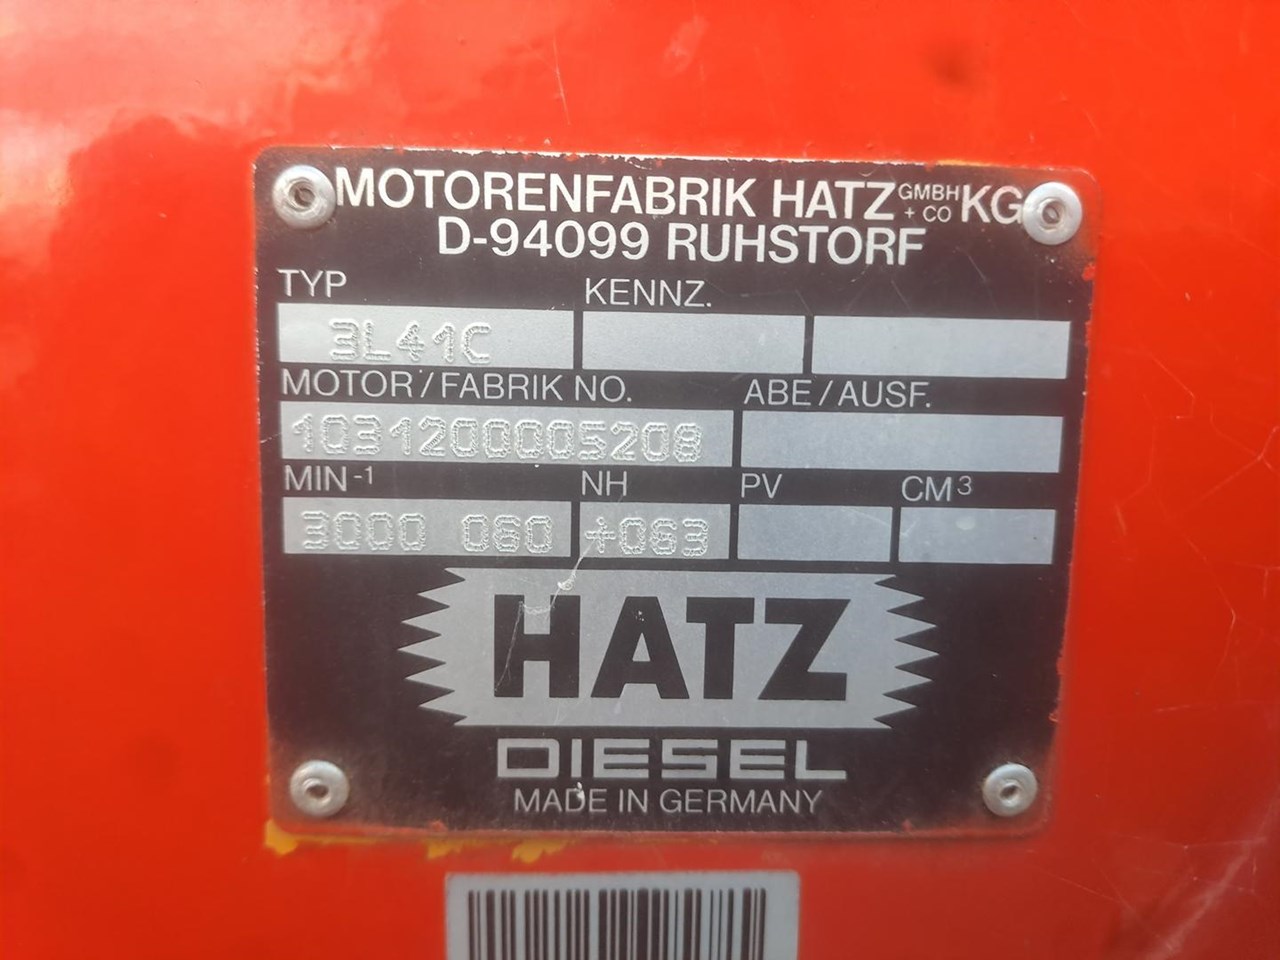 MOTORENFABRIK HATZ GMBH + CO KG
D-94099 RUHSTORF
TYP KENNZ.
3L41C
MOTOR/FABRIK NO. ABE/AUSF.
1031200005208
MIN-1 NH PV CM3
3000 060 +063
HATZ
DIESEL
MADE IN GERMANY